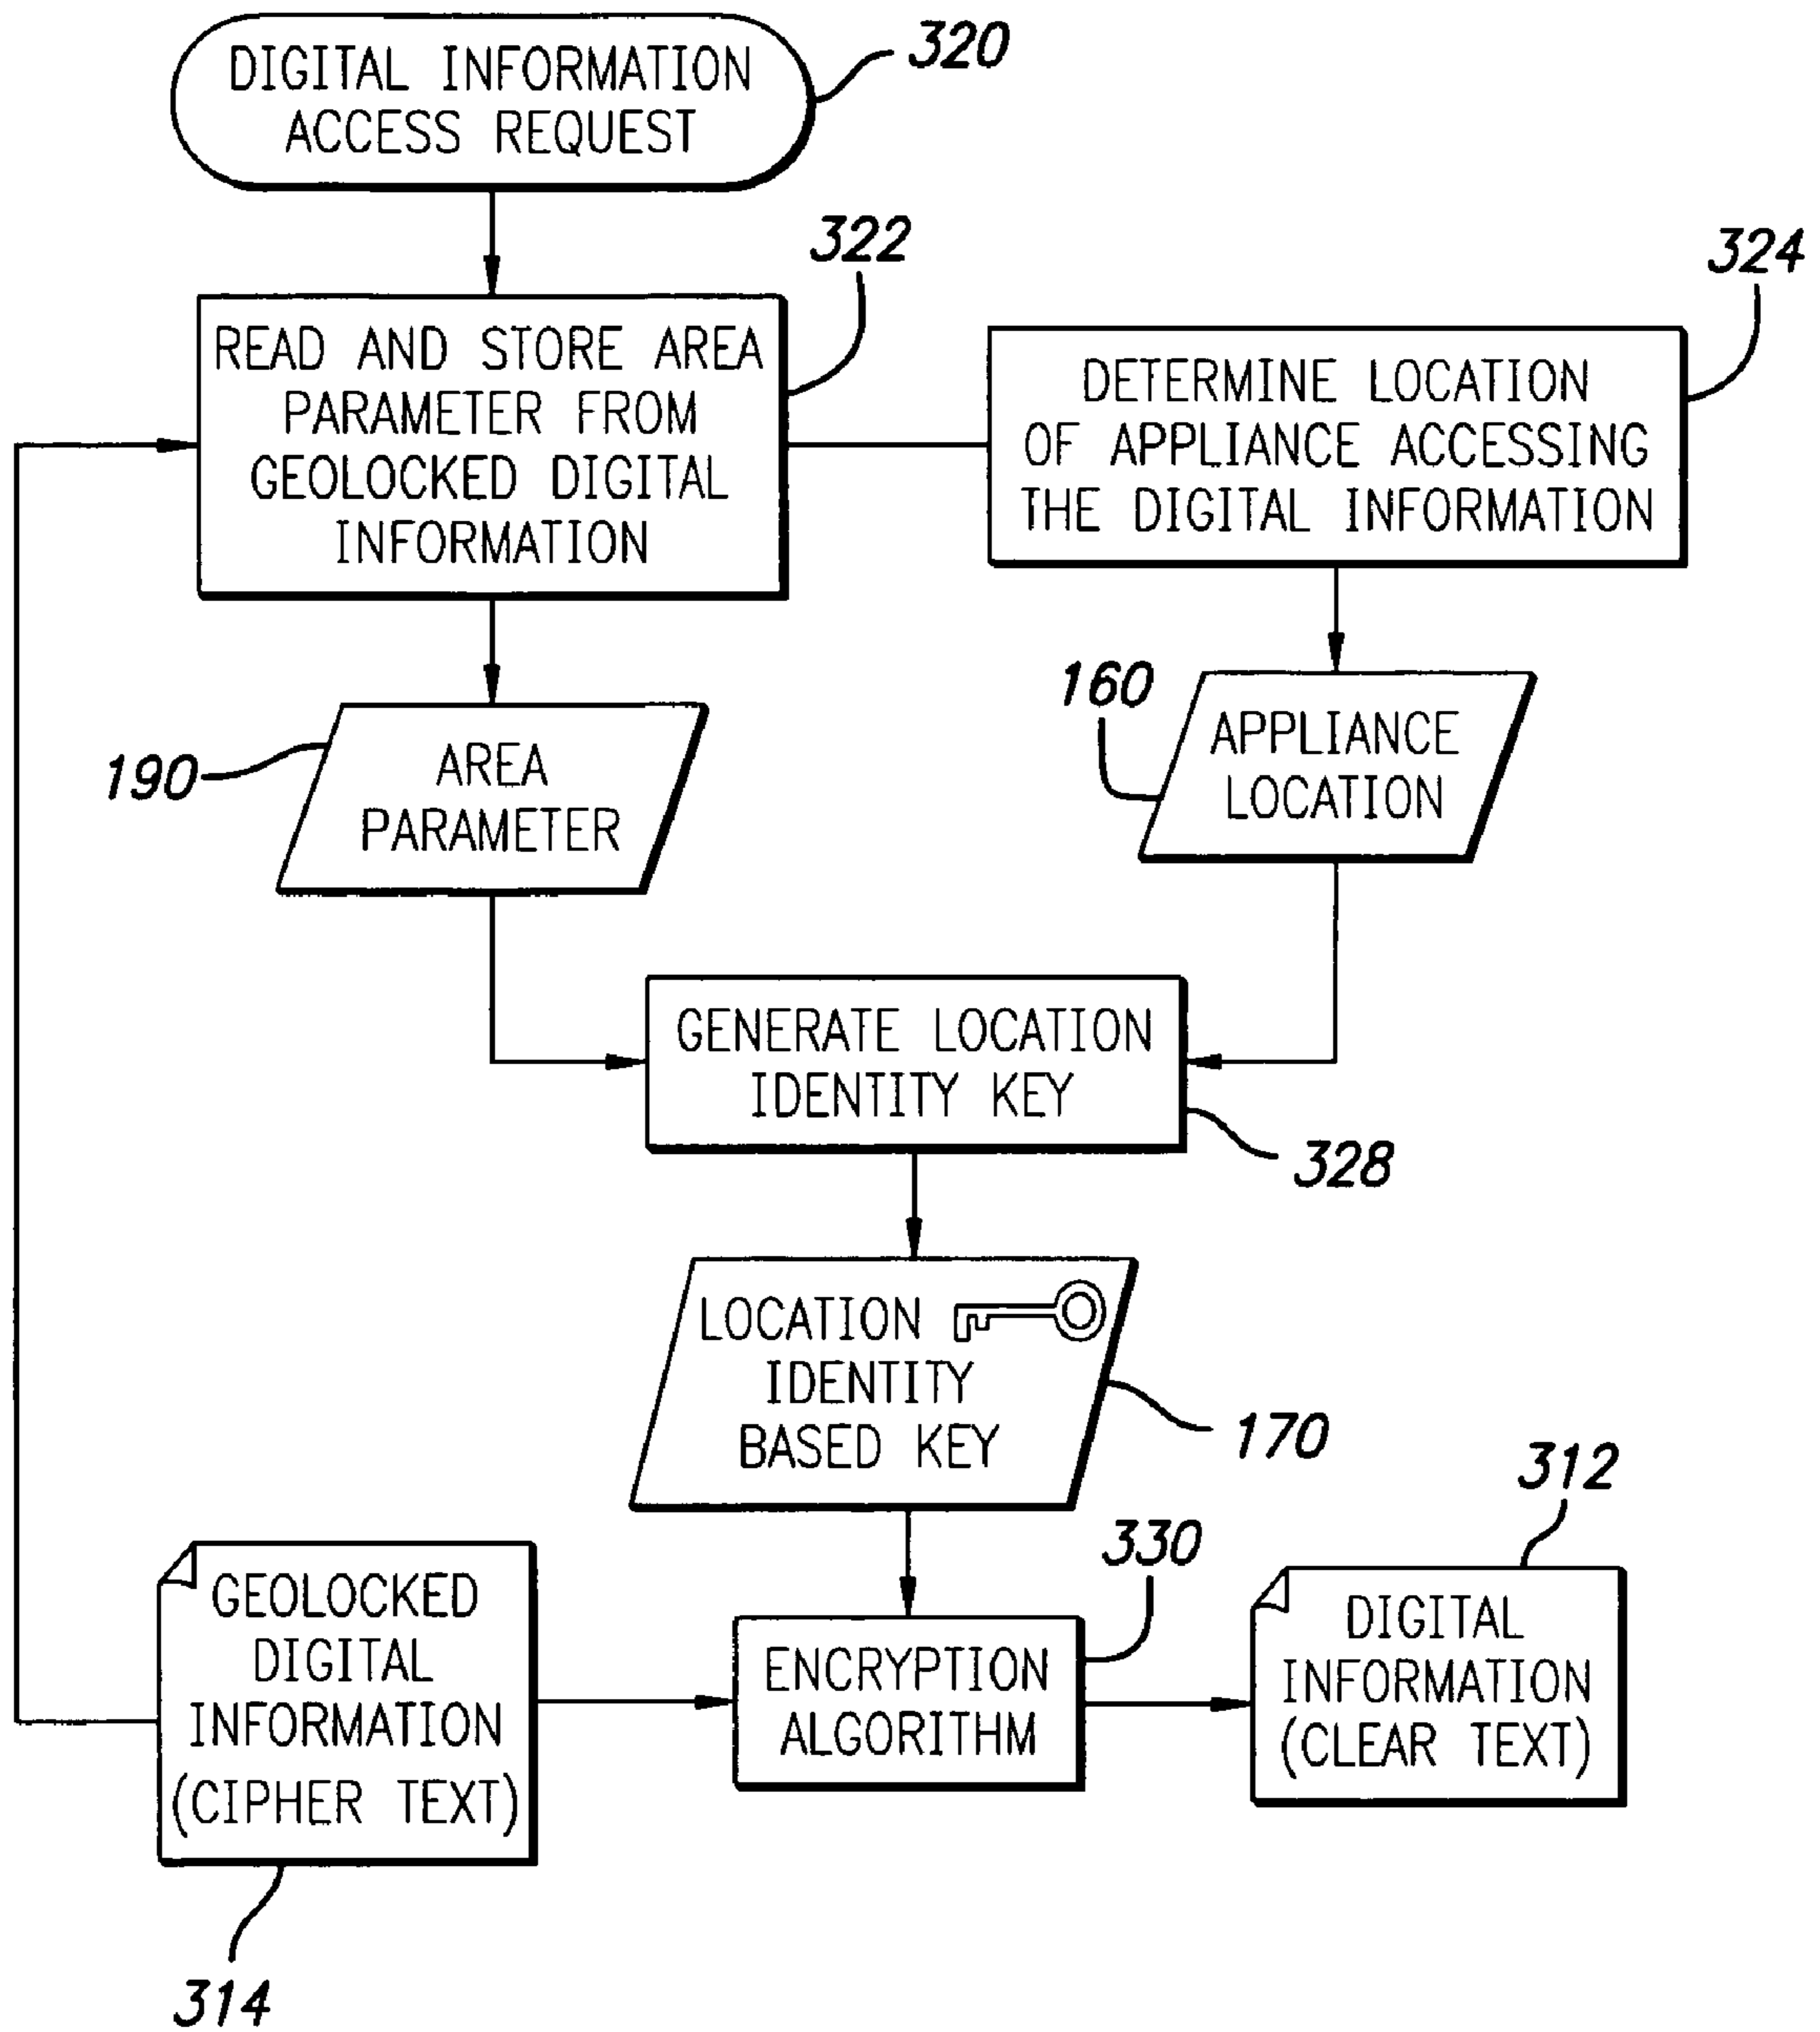 DIGITAL INFORMATION
ACCESS REQUEST
320
322
READ AND STORE AREA
PARAMETER FROM
GEOLOCKED DIGITAL
INFORMATION
324
DETERMINE LOCATION
OF APPLIANCE ACCESSING
THE DIGITAL INFORMATION
190
AREA
PARAMETER
160
APPLIANCE
LOCATION
GENERATE LOCATION
IDENTITY KEY
328
LOCATION
IDENTITY
BASED KEY
170
GEOLOCKED
DIGITAL
INFORMATION
(CIPHER TEXT)
314
330
ENCRYPTION
ALGORITHM
312
DIGITAL
INFORMATION
(CLEAR TEXT)